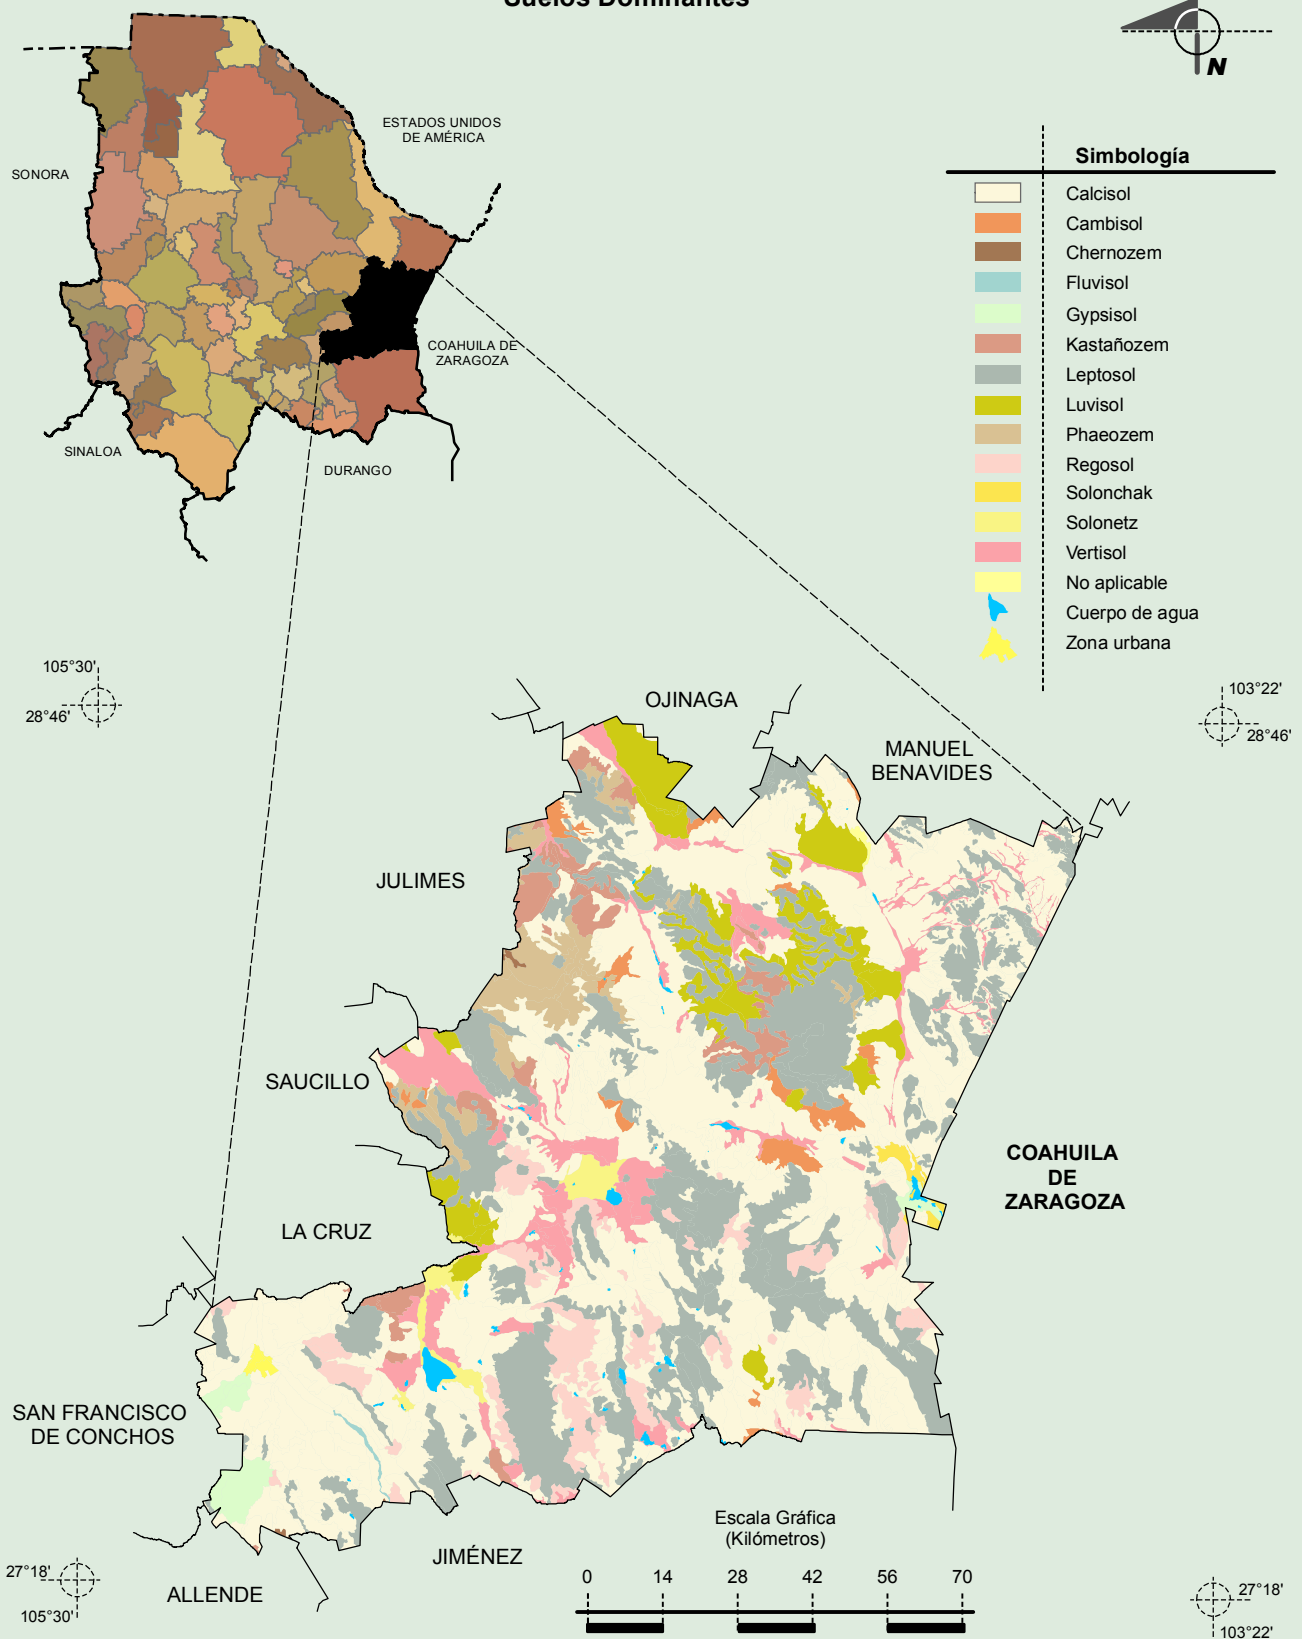 Suelos Dominantes
N
ESTADOS UNIDOS
DE AMÉRICA
SONORA
COAHUILA DE
ZARAGOZA
SINALOA
DURANGO
Simbología
Calcisol
Cambisol
Chernozem
Fluvisol
Gypsisol
Kastañozem
Leptosol
Luvisol
Phaeozem
Regosol
Solonchak
Solonetz
Vertisol
No aplicable
Cuerpo de agua
Zona urbana
105°30'
28°46'
103°22'
28°46'
OJINAGA
MANUEL
BENAVIDES
JULIMES
SAUCILLO
COAHUILA
DE
ZARAGOZA
LA CRUZ
SAN FRANCISCO
DE CONCHOS
JIMÉNEZ
ALLENDE
Escala Gráfica
(Kilómetros)
0 14 28 42 56 70
27°18'
105°30'
27°18'
103°22'